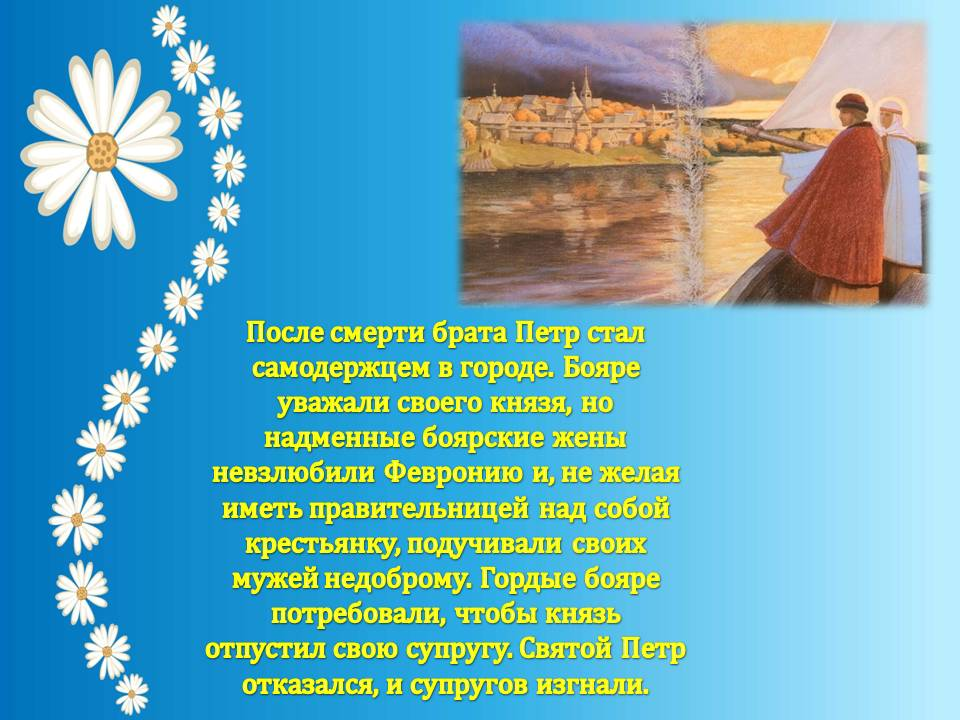 После смерти брата Петр стал
самодержцем в городе. Бояре
уважали своего князя, но
надменные боярские жены
невзлюбили Февронию и, не желая
иметь правительницей над собой
крестьянку, подучивали своих
мужей недоброму. Гордые бояре
потребовали, чтобы князь
отпустил свою супругу. Святой Петр
отказался, и супругов изгнали.